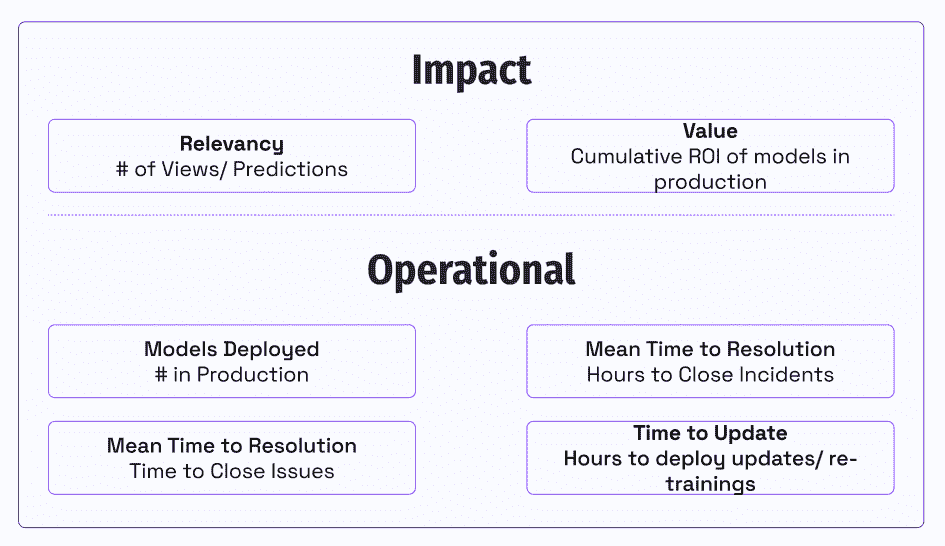 Impact
Relevancy
# of Views/ Predictions
Value
Cumulative ROI of models in
production
Operational
Models Deployed
# in Production
Mean Time to Resolution
Hours to Close Incidents
Mean Time to Resolution
Time to Close Issues
Time to Update
Hours to deploy updates/ re-
trainings